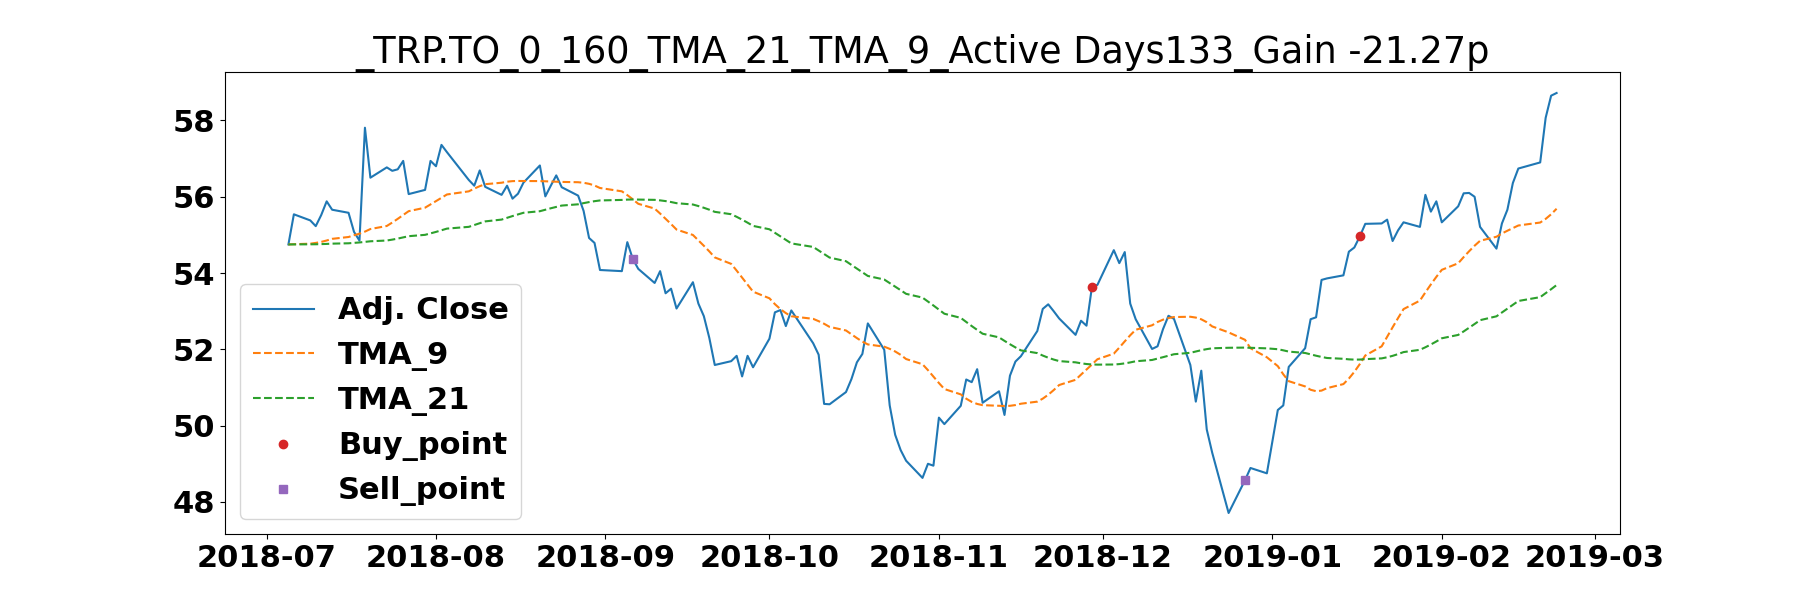 _TRP.TO_0_160_TMA_21_TMA_9_Active Days133_Gain -21.27p
58
56
54
52
50
48
Adj. Close
TMA_9
TMA_21
Buy_point
Sell_point
2018-07 2018-08 2018-09 2018-10 2018-11 2018-12 2019-01 2019-02 2019-03